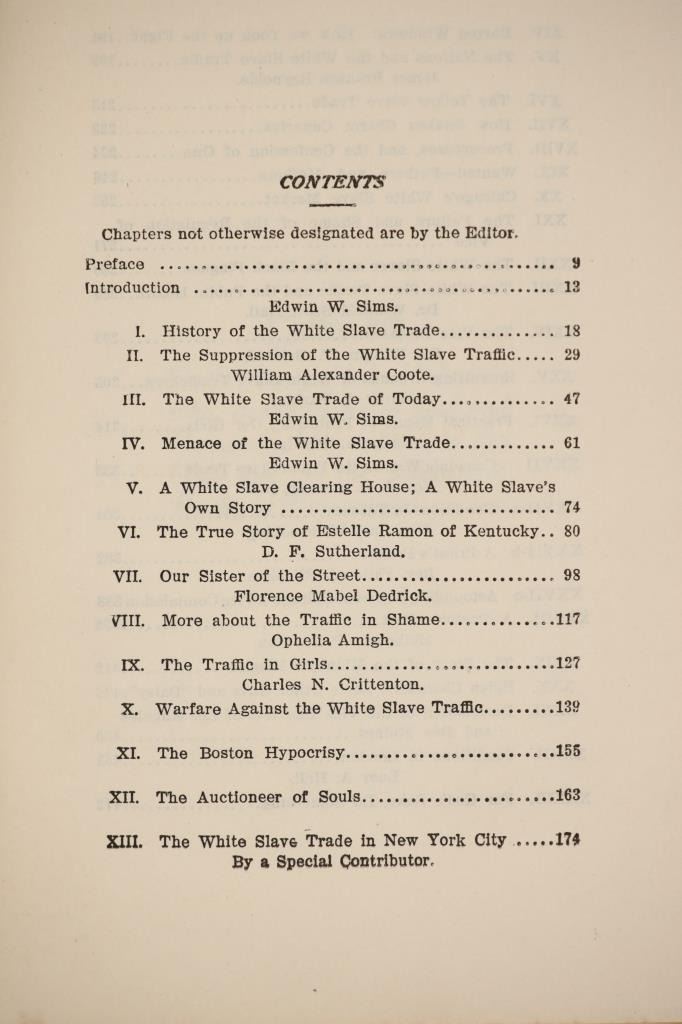 CONTENTS
Chapters not otherwise designated are by the Editor.
Preface ................................................ 9
Introduction ............................................ 13
Edwin W. Sims.
I. History of the White Slave Trade.............. 18
II. The Suppression of the White Slave Traffic..... 29
William Alexander Coote.
III. The White Slave Trade of Today.............. 47
Edwin W. Sims.
IV. Menace of the White Slave Trade............. 61
Edwin W. Sims.
V. A White Slave Clearing House; A White Slave's
Own Story .................................. 74
VI. The True Story of Estelle Ramon of Kentucky.. 80
D. F. Sutherland.
VII. Our Sister of the Street........................ 98
Florence Mabel Dedrick.
VIII. More about the Traffic in Shame..............117
Ophelia Amigh.
IX. The Traffic in Girls............................127
Charles N. Crittenton.
X. Warfare Against the White Slave Traffic.........139
XI. The Boston Hypocrisy..........................155
XII. The Auctioneer of Souls........................163
XIII. The White Slave Trade in New York City .....174
By a Special Contributor.